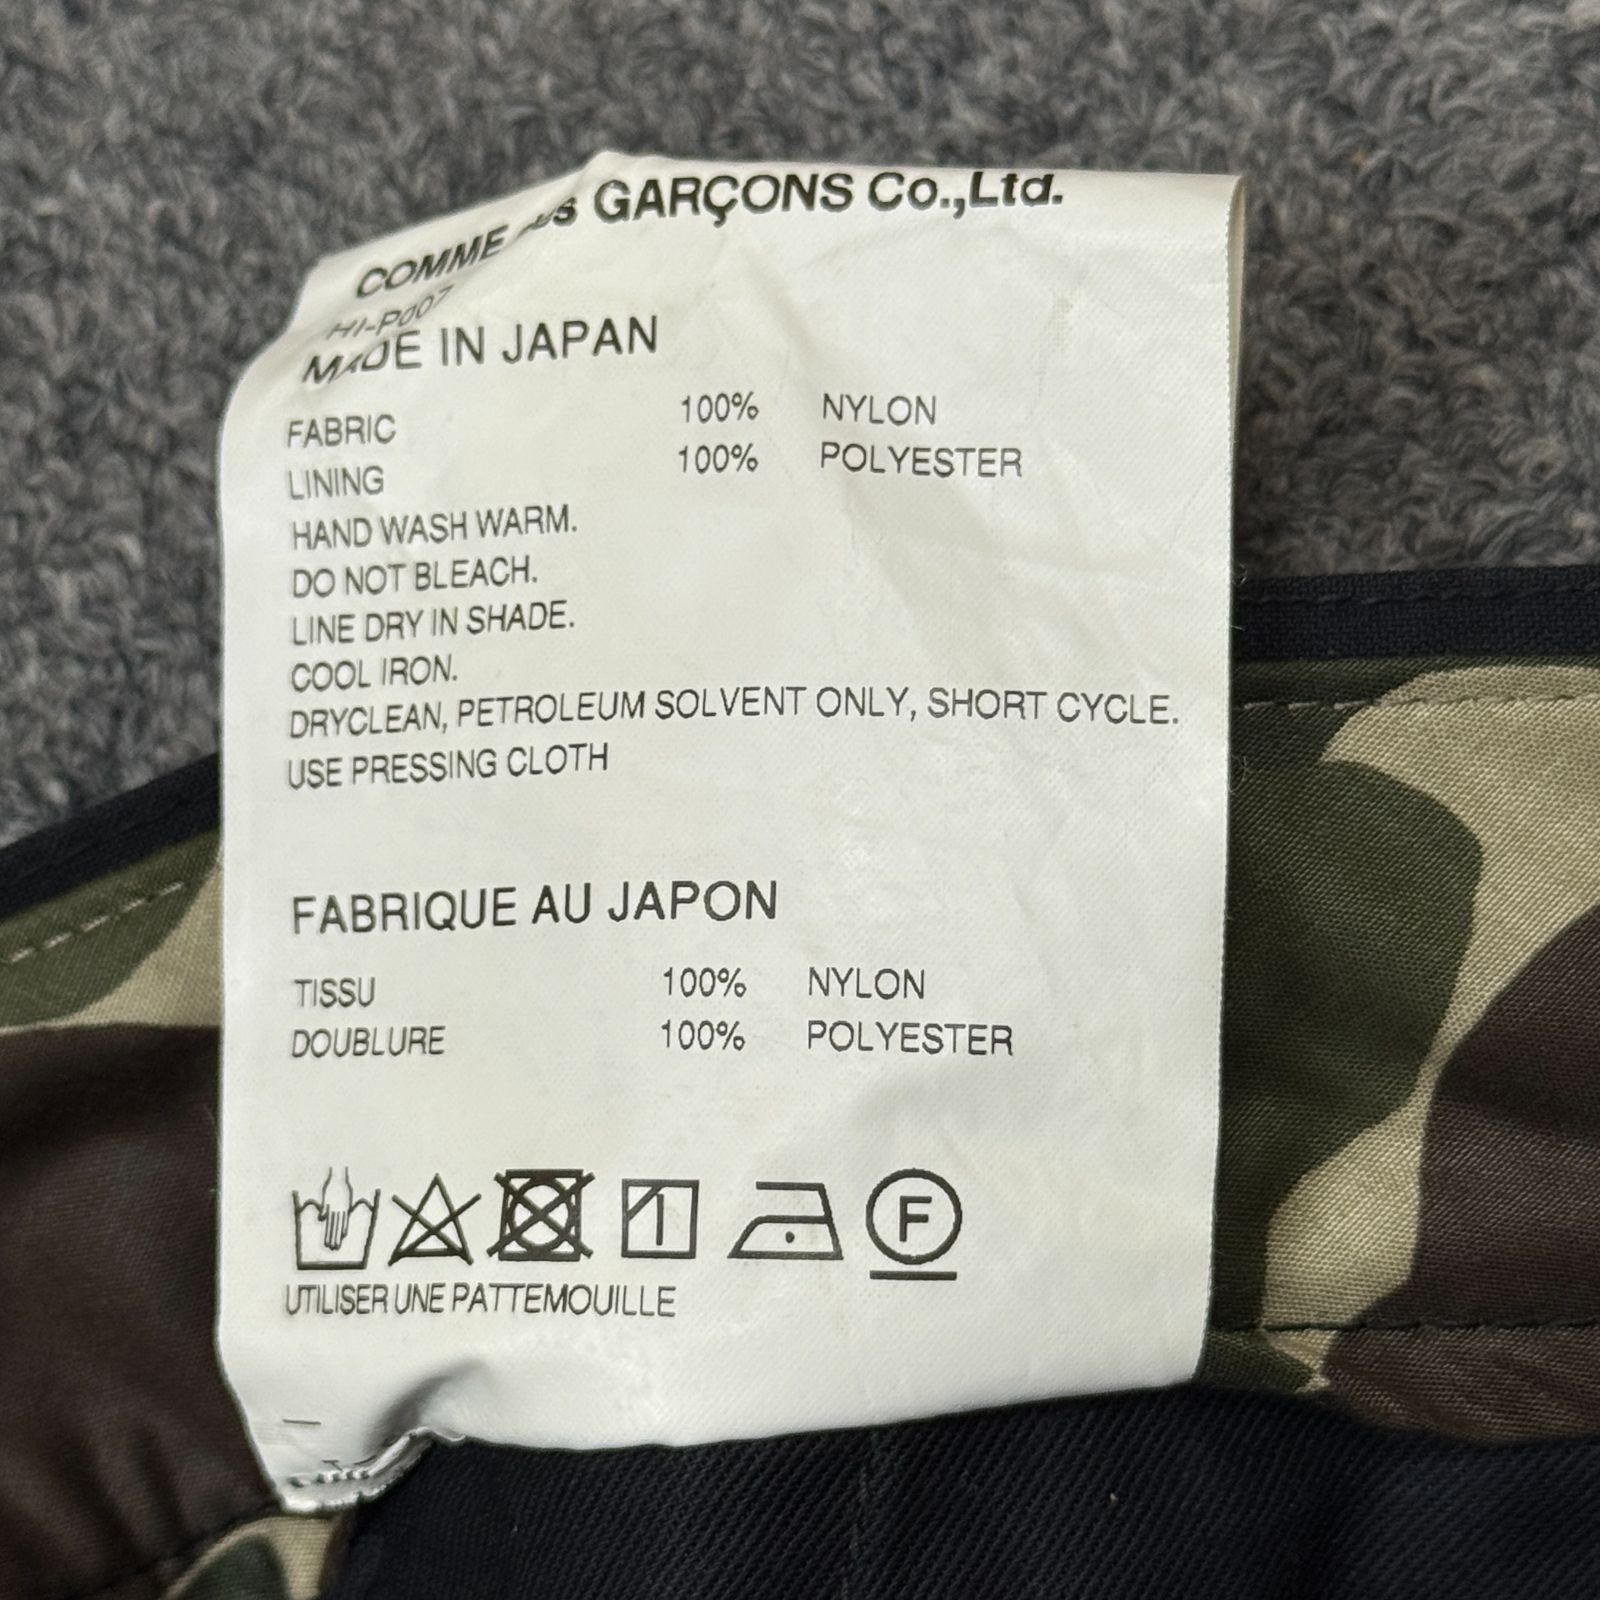 COMME des GARÇONS Co.,Ltd.
HI-P007
MADE IN JAPAN
FABRIC 100% NYLON
LINING 100% POLYESTER
HAND WASH WARM.
DO NOT BLEACH.
LINE DRY IN SHADE.
COOL IRON.
DRYCLEAN, PETROLEUM SOLVENT ONLY, SHORT CYCLE.
USE PRESSING CLOTH
FABRIQUE AU JAPON
TISSU 100% NYLON
DOUBLURE 100% POLYESTER
F
UTILISER UNE PATTEMOUILLE